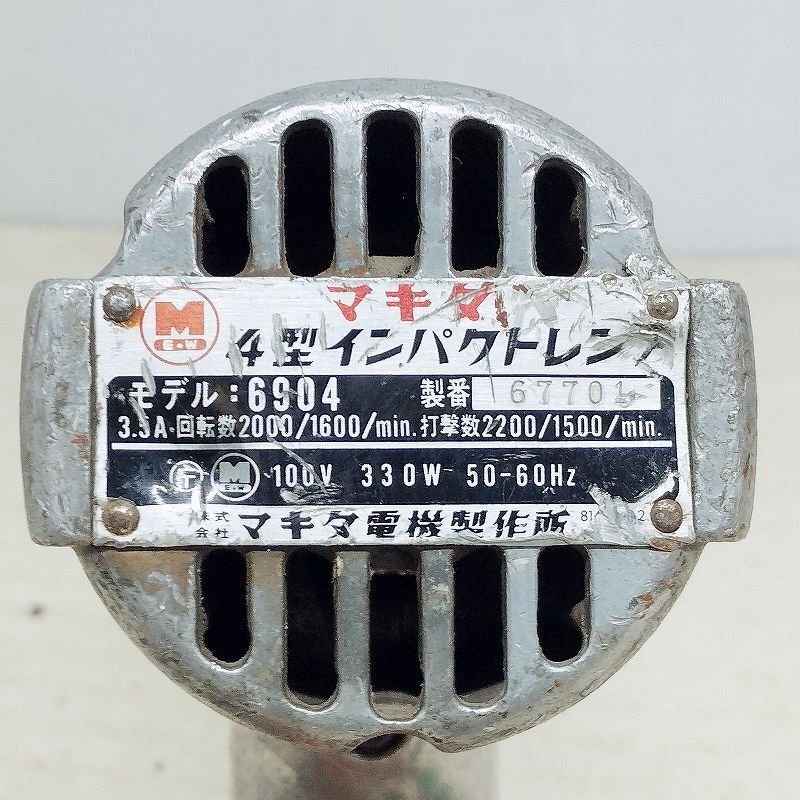 M マキタ
E・W
4型インパクトレン
モデル:6904 製番 67701
3.5A. 回転数2000/1600/min. 打撃数2200/1500/min.
〒 M E・W 100V 330W 50-60Hz
株式会社 マキタ電機製作所